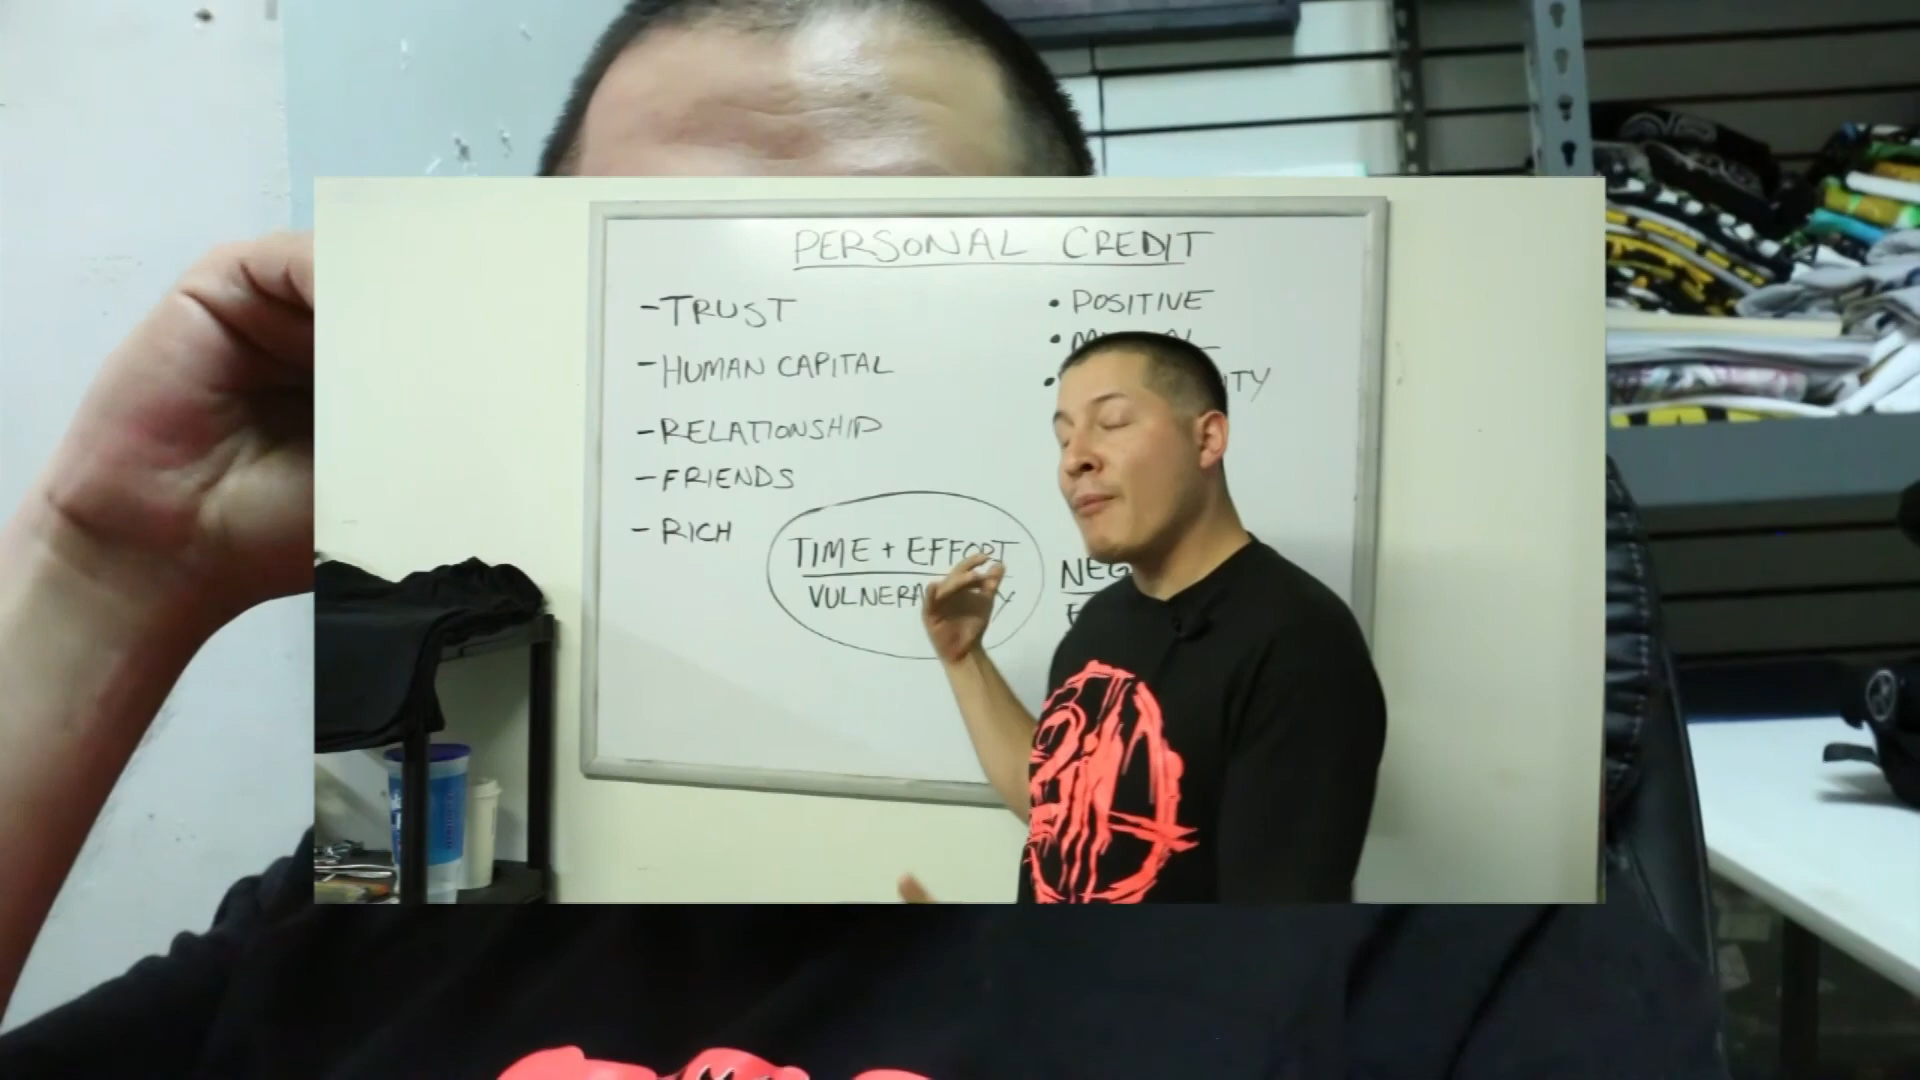 PERSONAL CREDIT
- TRUST
- HUMAN CAPITAL
- RELATIONSHIP
- FRIENDS
- RICH
TIME + EFFORT
• POSITIVE